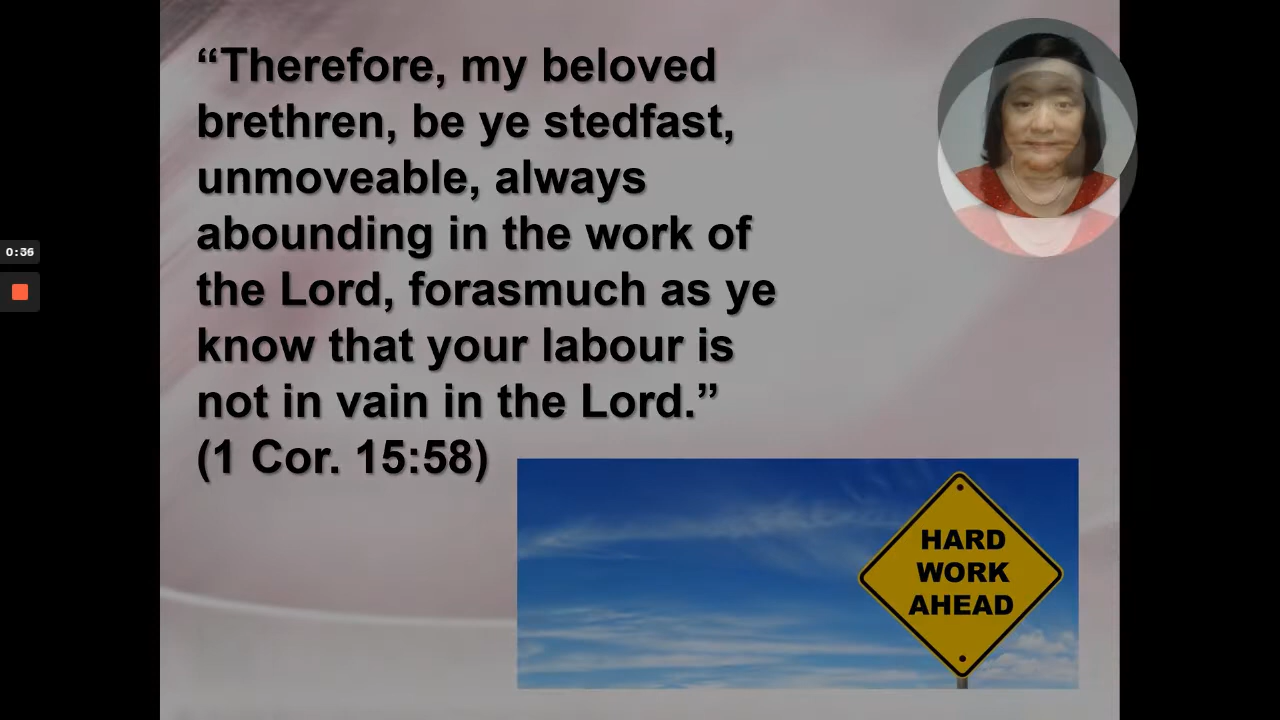 “Therefore, my beloved
brethren, be ye stedfast,
unmoveable, always
abounding in the work of
the Lord, forasmuch as ye
know that your labour is
not in vain in the Lord.”
(1 Cor. 15:58)
0:36
HARD
WORK
AHEAD